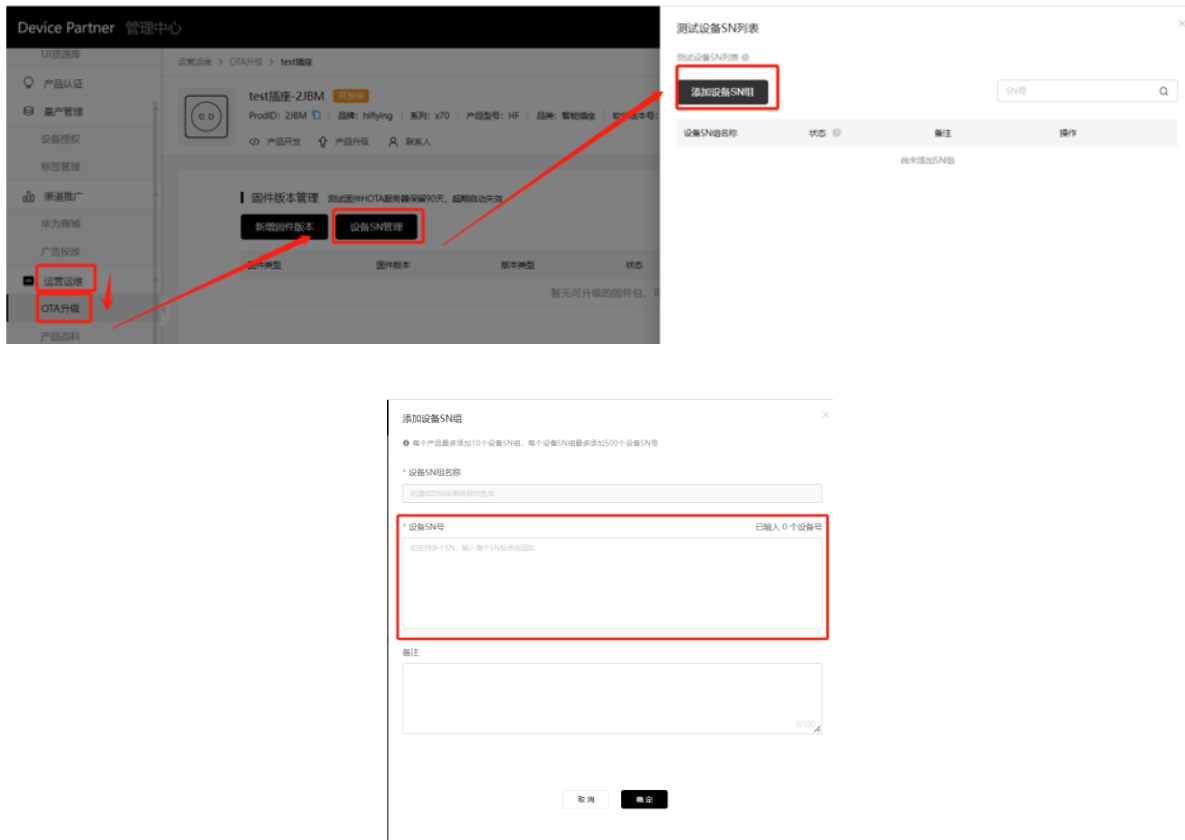 Device Partner 管理中心
UI资源库
产品认证
量产管理
设备授权
标签管理
渠道推广
华为商城
广告投放
运营运维
OTA升级
产品百科
运营运维 > OTA升级 > test插座
test插座-2JBM 开发中
ProdID: 2JBM 品牌: hiflying 系列: x70 产品型号: HF 品类: 智能插座 软件版本号:
产品开发 产品升级 联系人
固件版本管理 测试固件HOTA服务器保留90天，超期自动失效
新增固件版本 设备SN管理
固件类型 固件版本 版本类型 状态
暂无可升级的固件包，可
测试设备SN列表
测试设备SN列表
添加设备SN组 SN号
设备SN组名称 状态 备注 操作
尚未添加SN组
添加设备SN组
每个产品最多添加10个设备SN组，每个设备SN组最多添加500个设备SN号
* 设备SN组名称
创建成功后由系统自动生成
* 设备SN号 已输入 0 个设备号
如支持多个SN，输入每个SN后点击回车
备注
0/100
取消 确定